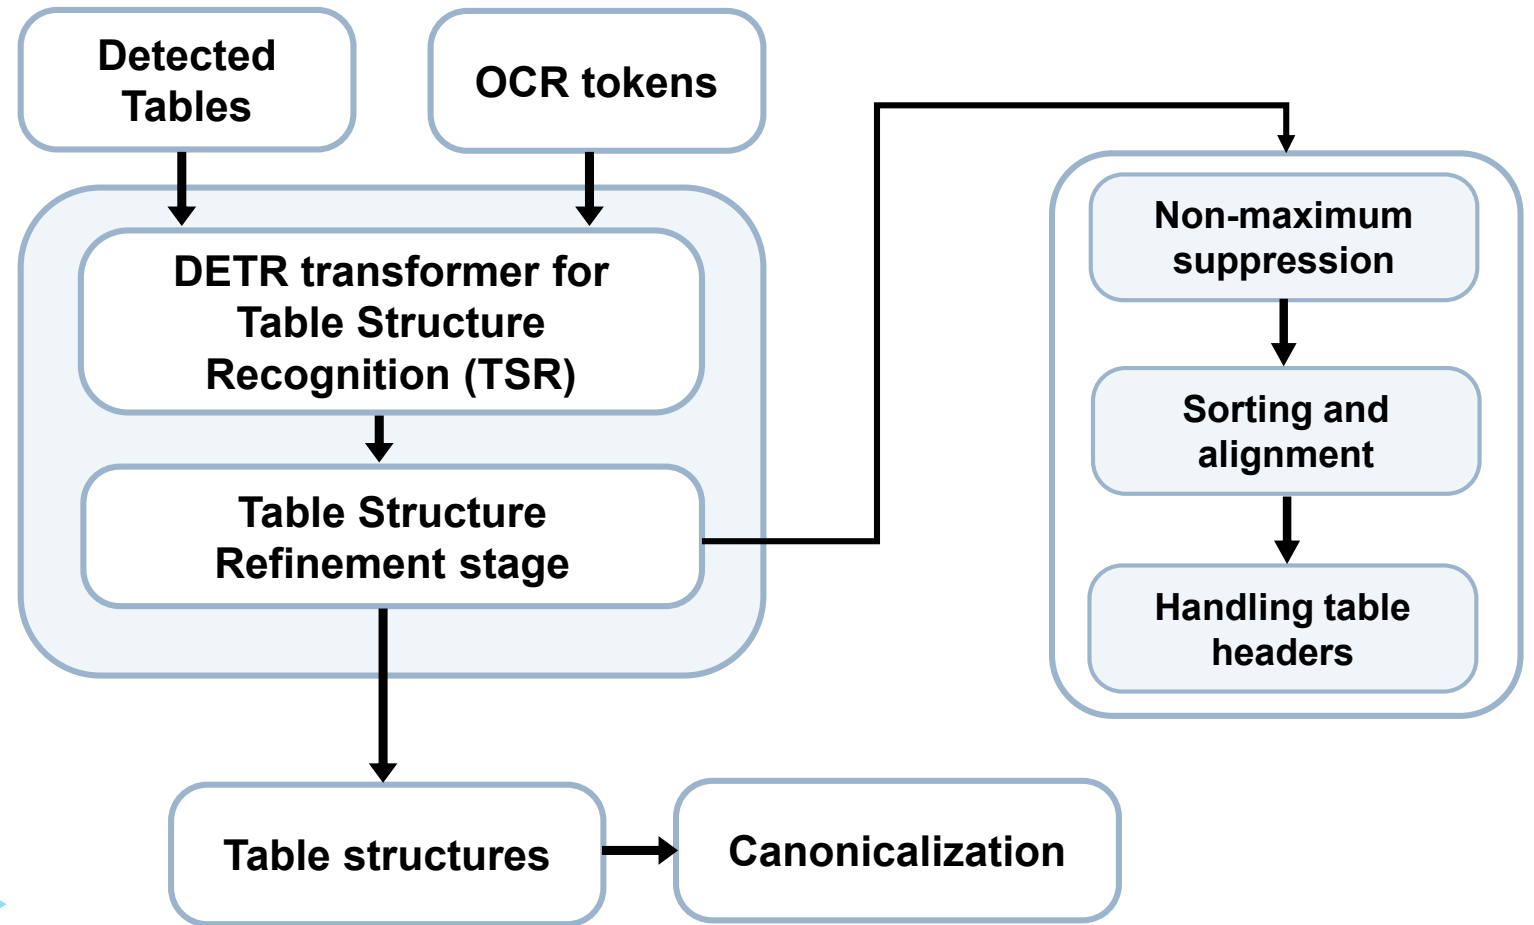 Detected
Tables
OCR tokens
DETR transformer for
Table Structure
Recognition (TSR)
Table Structure
Refinement stage
Table structures
Canonicalization
Non-maximum
suppression
Sorting and
alignment
Handling table
headers